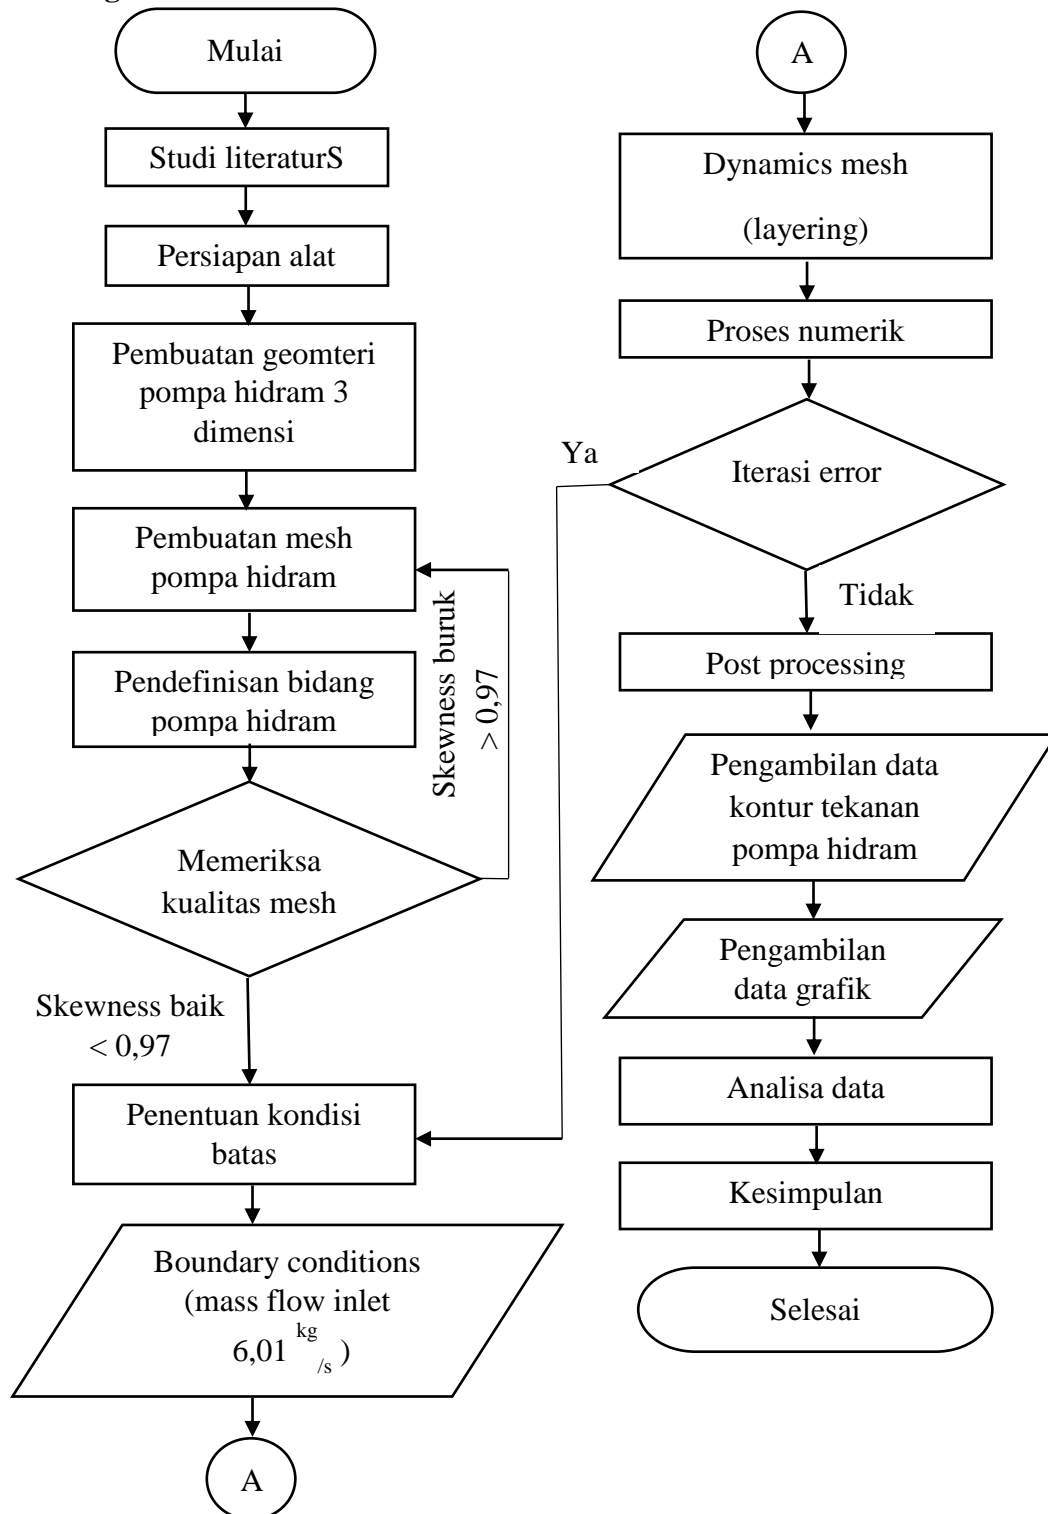 Mulai
Studi literaturS
Persiapan alat
Pembuatan geomteri
pompa hidram 3
dimensi
Pembuatan mesh
pompa hidram
Pendefinisan bidang
pompa hidram
Skewness buruk
> 0,97
Memeriksa
kualitas mesh
Skewness baik
< 0,97
Penentuan kondisi
batas
Boundary conditions
(mass flow inlet
6,01 kg/s )
A
A
Dynamics mesh
(layering)
Proses numerik
Ya
Iterasi error
Tidak
Post processing
Pengambilan data
kontur tekanan
pompa hidram
Pengambilan
data grafik
Analisa data
Kesimpulan
Selesai